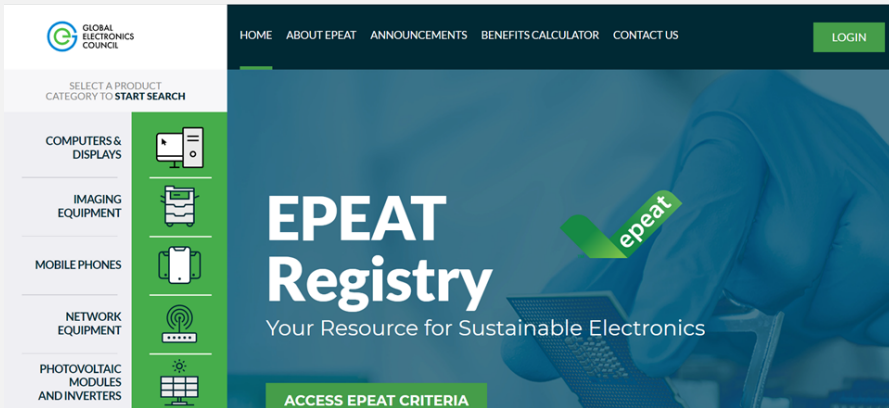 GLOBAL
ELECTRONICS
COUNCIL
HOME ABOUT EPEAT ANNOUNCEMENTS BENEFITS CALCULATOR CONTACT US
LOGIN
SELECT A PRODUCT
CATEGORY TO START SEARCH
COMPUTERS &
DISPLAYS
IMAGING
EQUIPMENT
MOBILE PHONES
NETWORK
EQUIPMENT
PHOTOVOLTAIC
MODULES
AND INVERTERS
EPEAT
Registry
epeat
Your Resource for Sustainable Electronics
ACCESS EPEAT CRITERIA